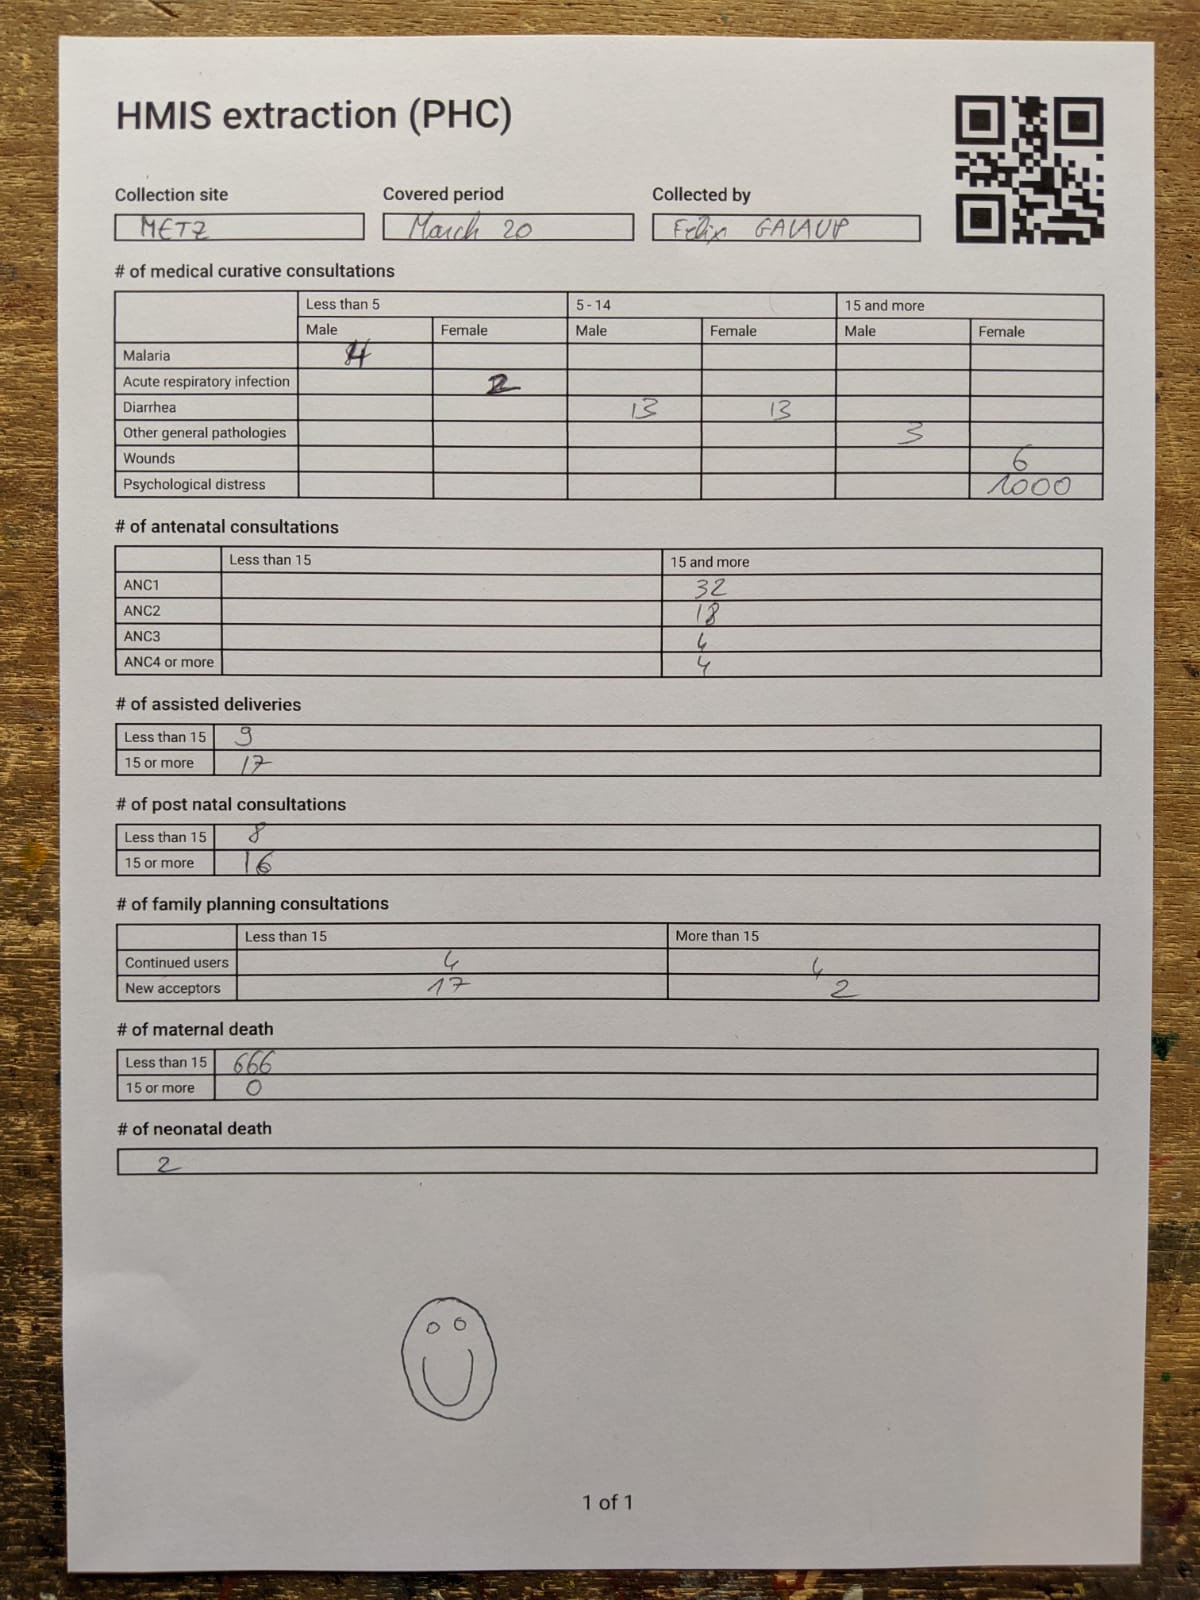 HMIS extraction (PHC)
Collection site Covered period Collected by
METZ March 20 Felix GALAUP
# of medical curative consultations
Less than 5 5 - 14 15 and more
Male Female Male Female Male Female
Malaria 4
Acute respiratory infection 2
Diarrhea 13 13
Other general pathologies 3
Wounds 6
Psychological distress 1000
# of antenatal consultations
Less than 15 15 and more
ANC1 32
ANC2 18
ANC3 4
ANC4 or more 4
# of assisted deliveries
Less than 15 9
15 or more 17
# of post natal consultations
Less than 15 8
15 or more 16
# of family planning consultations
Less than 15 More than 15
Continued users 4 4
New acceptors 17 2
# of maternal death
Less than 15 666
15 or more 0
# of neonatal death
2
1 of 1